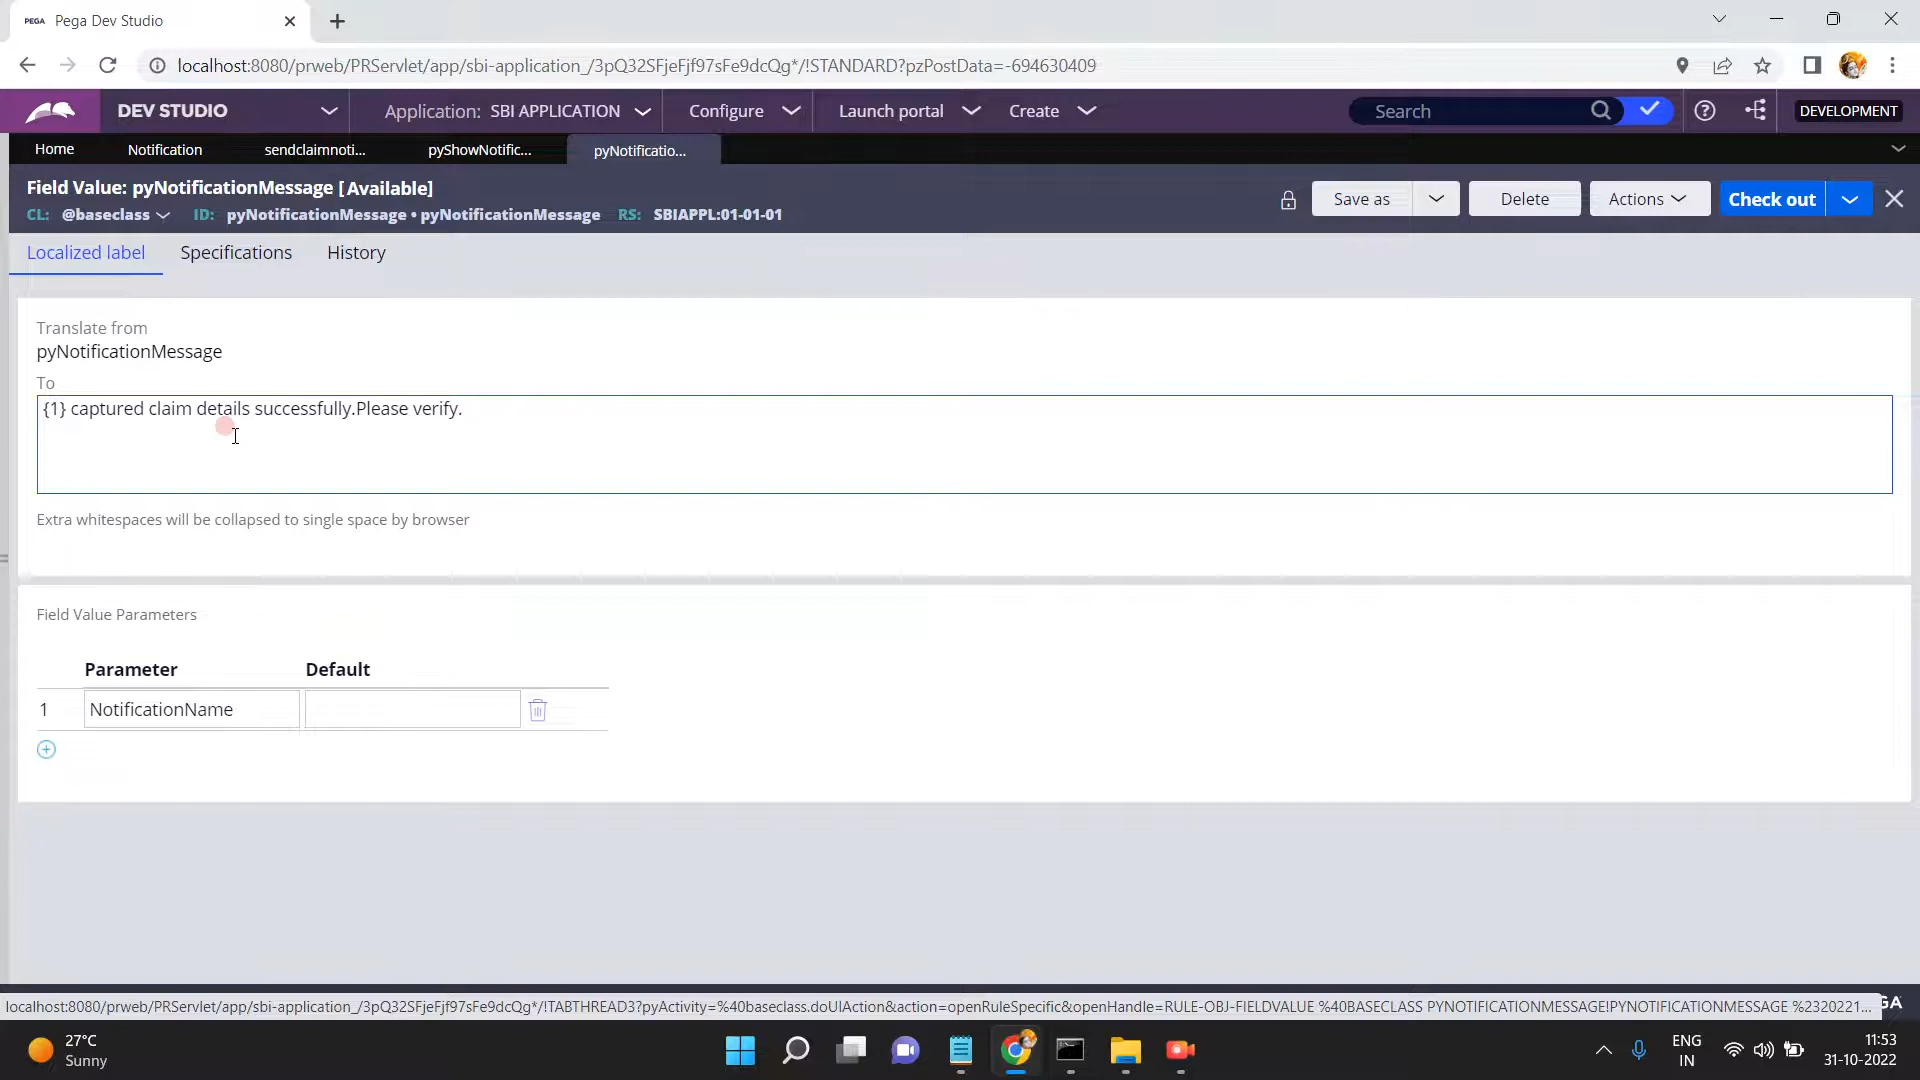 PEGA Pega Dev Studio
localhost:8080/prweb/PRServlet/app/sbi-application_/3pQ32SFjeFjf97sFe9dcQg*/!STANDARD?pzPostData=-694630409
DEV STUDIO Application: SBI APPLICATION Configure Launch portal Create Search DEVELOPMENT
Home Notification sendclaimnoti... pyShowNotific... pyNotificatio...
Field Value: pyNotificationMessage [Available]
CL: @baseclass ID: pyNotificationMessage • pyNotificationMessage RS: SBIAPPL:01-01-01
Save as Delete Actions Check out
Localized label Specifications History
Translate from
pyNotificationMessage
To
{1} captured claim details successfully.Please verify.
Extra whitespaces will be collapsed to single space by browser
Field Value Parameters
Parameter Default
1 NotificationName
localhost:8080/prweb/PRServlet/app/sbi-application_/3pQ32SFjeFjf97sFe9dcQg*/!TABTHREAD3?pyActivity=%40baseclass.doUIAction&action=openRuleSpecific&openHandle=RULE-OBJ-FIELDVALUE %40BASECLASS PYNOTIFICATIONMESSAGE!PYNOTIFICATIONMESSAGE %2320221... GA
27°C
Sunny
ENG
IN
11:53
31-10-2022